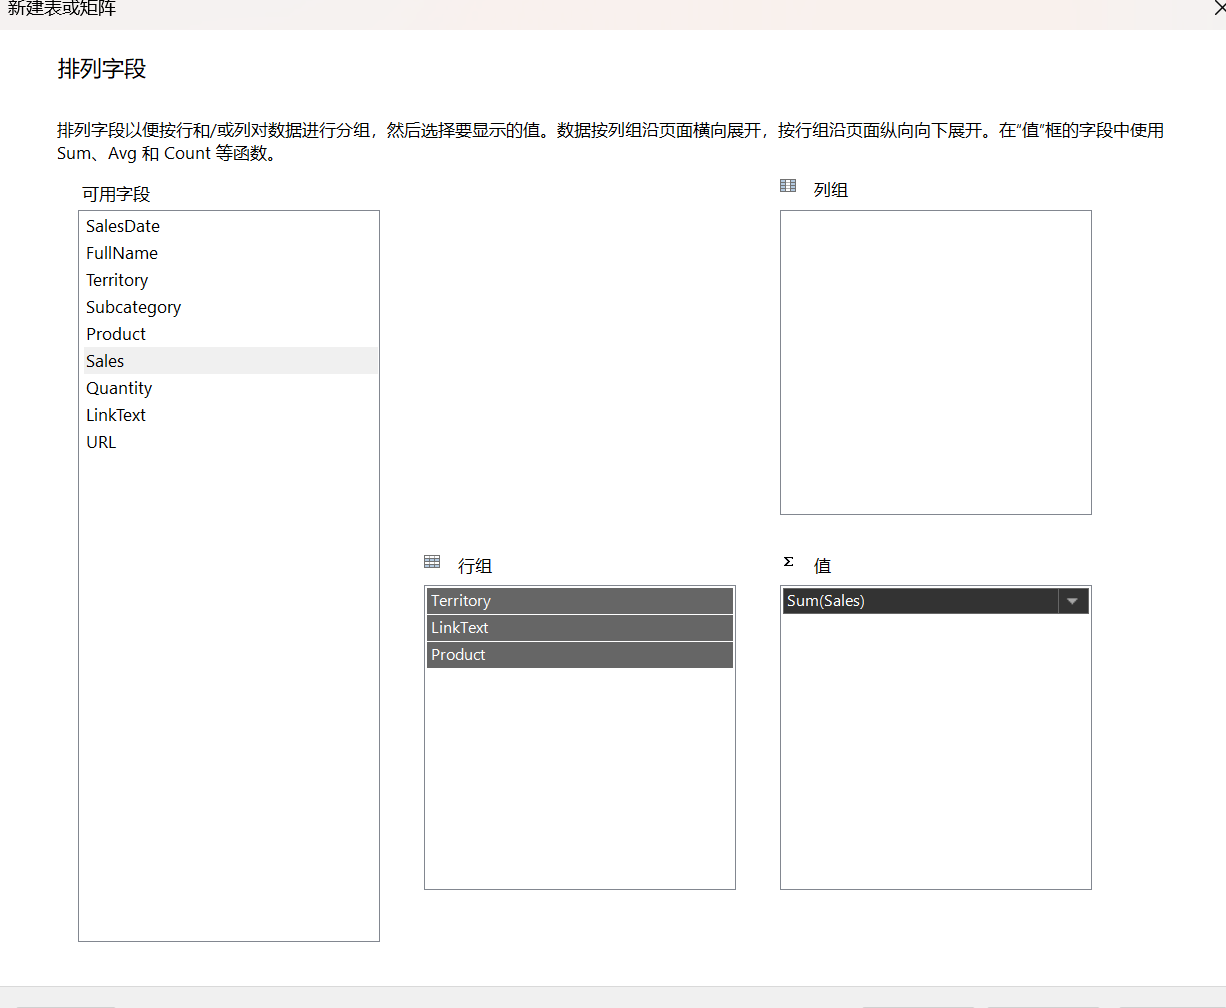 新建表或矩阵
排列字段
排列字段以便按行和/或列对数据进行分组，然后选择要显示的值。数据按列组沿页面横向展开，按行组沿页面纵向向下展开。在“值”框的字段中使用
Sum、Avg 和 Count 等函数。
可用字段
SalesDate
FullName
Territory
Subcategory
Product
Sales
Quantity
LinkText
URL
列组
行组
Territory
LinkText
Product
Σ 值
Sum(Sales)